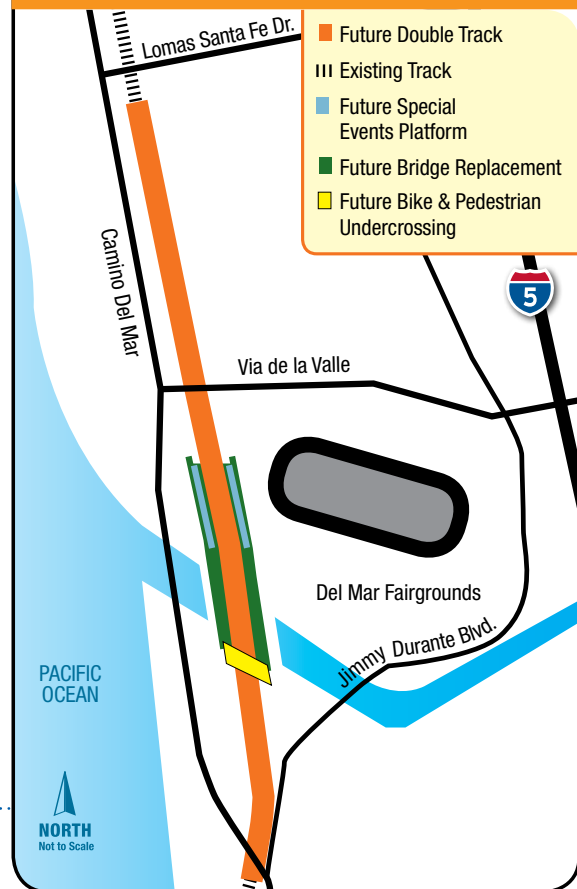 Lomas Santa Fe Dr.
Future Double Track
Existing Track
Future Special
Events Platform
Future Bridge Replacement
Future Bike & Pedestrian
Undercrossing
Camino Del Mar
5
Via de la Valle
Del Mar Fairgrounds
Jimmy Durante Blvd.
PACIFIC
OCEAN
NORTH
Not to Scale